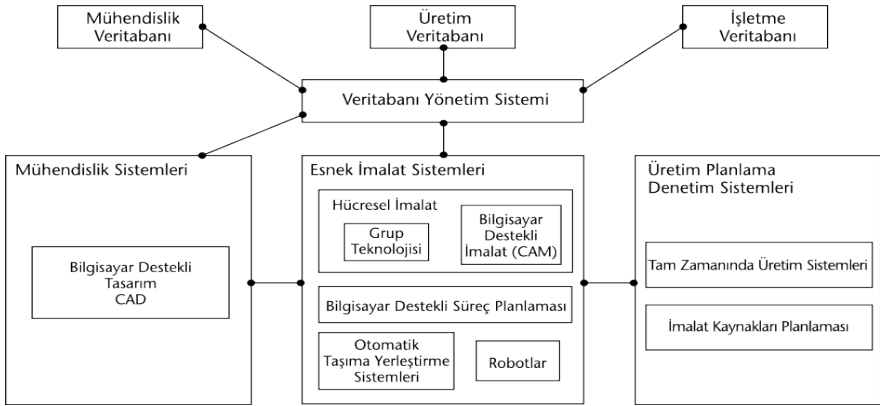 Mühendislik
Veritabanı
Üretim
Veritabanı
İşletme
Veritabanı
Veritabanı Yönetim Sistemi
Mühendislik Sistemleri
Bilgisayar Destekli
Tasarım
CAD
Esnek İmalat Sistemleri
Hücresel İmalat
Grup
Teknolojisi
Bilgisayar
Destekli
İmalat (CAM)
Bilgisayar Destekli Süreç Planlaması
Otomatik
Taşıma Yerleştirme
Sistemleri
Robotlar
Üretim Planlama
Denetim Sistemleri
Tam Zamanında Üretim Sistemleri
İmalat Kaynakları Planlaması